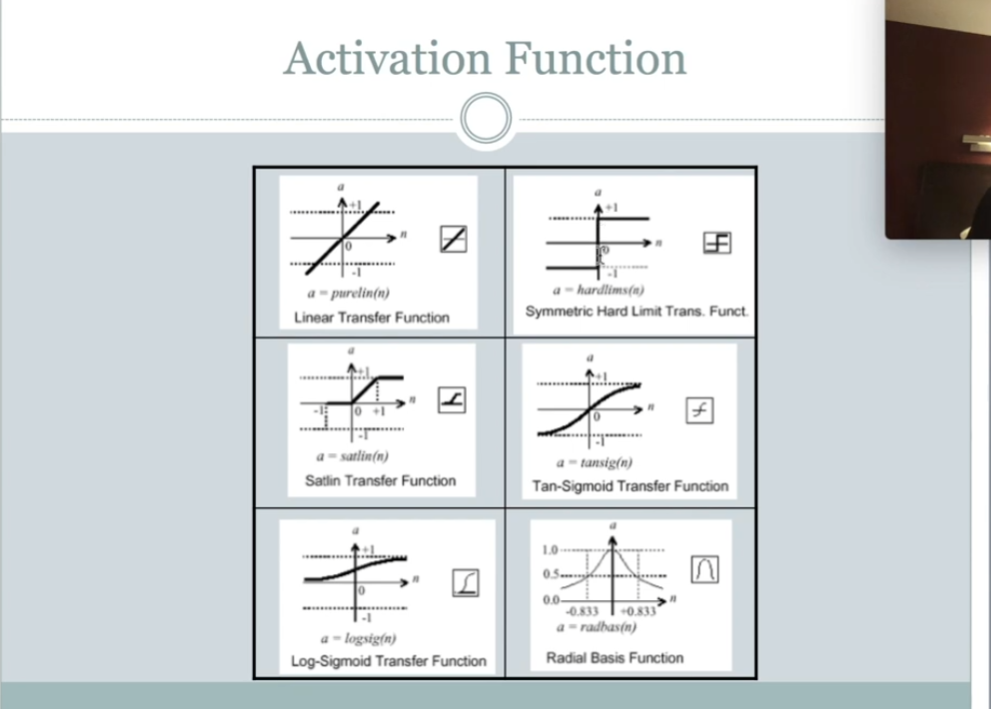 Activation Function
a
+1
n
0
-1
a = purelin(n)
Linear Transfer Function
a
+1
n
0
-1
a = hardlims(n)
Symmetric Hard Limit Trans. Funct.
a
+1
n
-1
0
+1
-1
a = satlin(n)
Satlin Transfer Function
a
+1
n
0
-1
a = tansig(n)
Tan-Sigmoid Transfer Function
a
+1
n
0
-1
a = logsig(n)
Log-Sigmoid Transfer Function
a
1.0
0.5
0.0
n
-0.833
+0.833
a = radbas(n)
Radial Basis Function